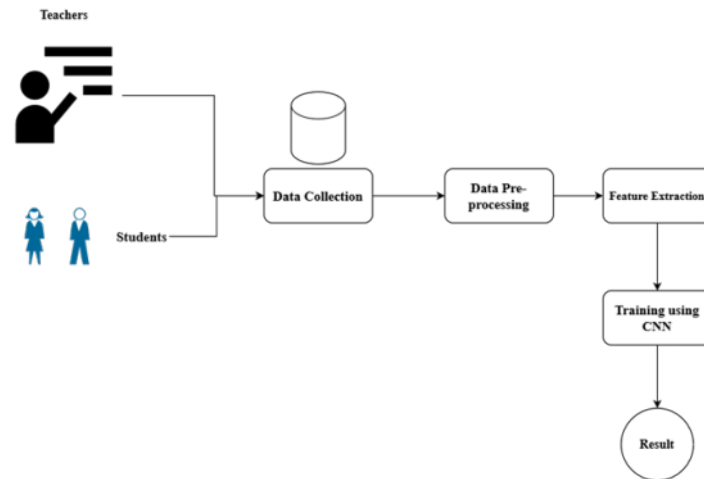 Teachers
Students
Data Collection
Data Pre-
processing
Feature Extraction
Training using
CNN
Result